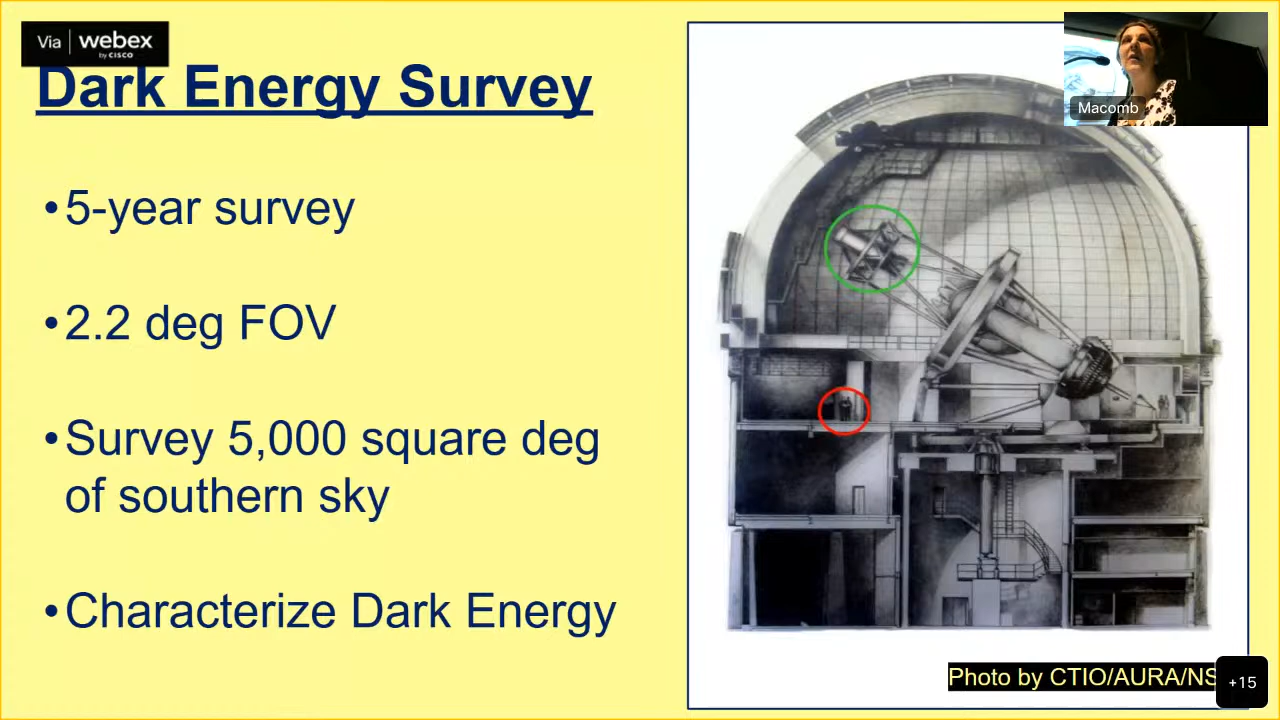 Via webex
by CISCO
Dark Energy Survey
•5-year survey
•2.2 deg FOV
•Survey 5,000 square deg
of southern sky
•Characterize Dark Energy
Macomb
Photo by CTIO/AURA/NS
+15